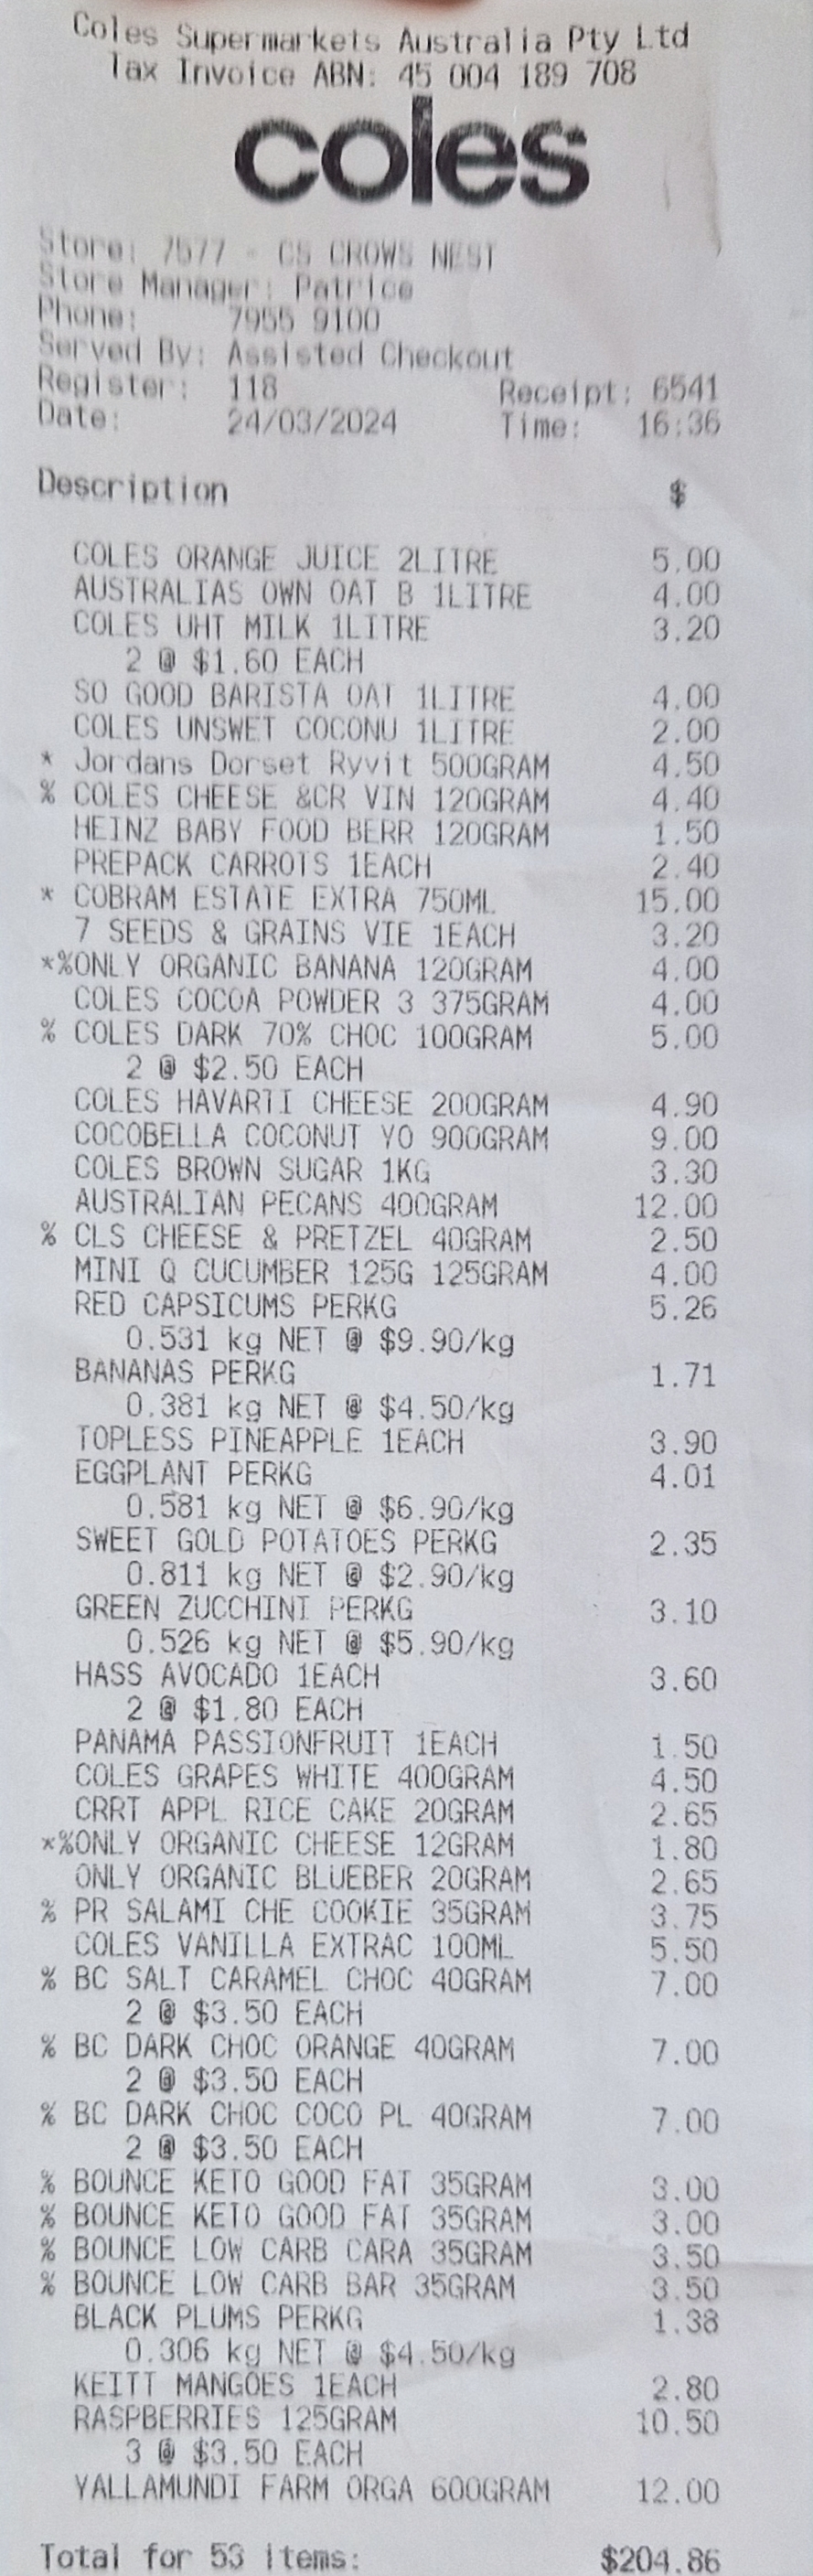 Coles Supermarkets Australia Pty Ltd
Tax Invoice ABN: 45 004 189 708
coles
Store: 7577 - CS CROWS NEST
Store Manager: Patrice
Phone: 7955 9100
Served By: Assisted Checkout
Register: 118 Receipt: 6541
Date: 24/03/2024 Time: 16:36
Description $
COLES ORANGE JUICE 2LITRE 5.00
AUSTRALIAS OWN OAT B 1LITRE 4.00
COLES UHT MILK 1LITRE 3.20
2 @ $1.60 EACH
SO GOOD BARISTA OAT 1LITRE 4.00
COLES UNSWET COCONU 1LITRE 2.00
* Jordans Dorset Ryvit 500GRAM 4.50
% COLES CHEESE &CR VIN 120GRAM 4.40
HEINZ BABY FOOD BERR 120GRAM 1.50
PREPACK CARROTS 1EACH 2.40
* COBRAM ESTATE EXTRA 750ML 15.00
7 SEEDS & GRAINS VIE 1EACH 3.20
*%ONLY ORGANIC BANANA 120GRAM 4.00
COLES COCOA POWDER 3 375GRAM 4.00
% COLES DARK 70% CHOC 100GRAM 5.00
2 @ $2.50 EACH
COLES HAVARTI CHEESE 200GRAM 4.90
COCOBELLA COCONUT YO 900GRAM 9.00
COLES BROWN SUGAR 1KG 3.30
AUSTRALIAN PECANS 400GRAM 12.00
% CLS CHEESE & PRETZEL 40GRAM 2.50
MINI Q CUCUMBER 125G 125GRAM 4.00
RED CAPSICUMS PERKG 5.26
0.531 kg NET @ $9.90/kg
BANANAS PERKG 1.71
0.381 kg NET @ $4.50/kg
TOPLESS PINEAPPLE 1EACH 3.90
EGGPLANT PERKG 4.01
0.581 kg NET @ $6.90/kg
SWEET GOLD POTATOES PERKG 2.35
0.811 kg NET @ $2.90/kg
GREEN ZUCCHINI PERKG 3.10
0.526 kg NET @ $5.90/kg
HASS AVOCADO 1EACH 3.60
2 @ $1.80 EACH
PANAMA PASSIONFRUIT 1EACH 1.50
COLES GRAPES WHITE 400GRAM 4.50
CRRT APPL RICE CAKE 20GRAM 2.65
*%ONLY ORGANIC CHEESE 12GRAM 1.80
ONLY ORGANIC BLUEBER 20GRAM 2.65
% PR SALAMI CHE COOKIE 35GRAM 3.75
COLES VANILLA EXTRAC 100ML 5.50
% BC SALT CARAMEL CHOC 40GRAM 7.00
2 @ $3.50 EACH
% BC DARK CHOC ORANGE 40GRAM 7.00
2 @ $3.50 EACH
% BC DARK CHOC COCO PL 40GRAM 7.00
2 @ $3.50 EACH
% BOUNCE KETO GOOD FAT 35GRAM 3.00
% BOUNCE KETO GOOD FAT 35GRAM 3.00
% BOUNCE LOW CARB CARA 35GRAM 3.50
% BOUNCE LOW CARB BAR 35GRAM 3.50
BLACK PLUMS PERKG 1.38
0.306 kg NET @ $4.50/kg
KEITT MANGOES 1EACH 2.80
RASPBERRIES 125GRAM 10.50
3 @ $3.50 EACH
YALLAMUNDI FARM ORGA 600GRAM 12.00
Total for 53 items: $204.86